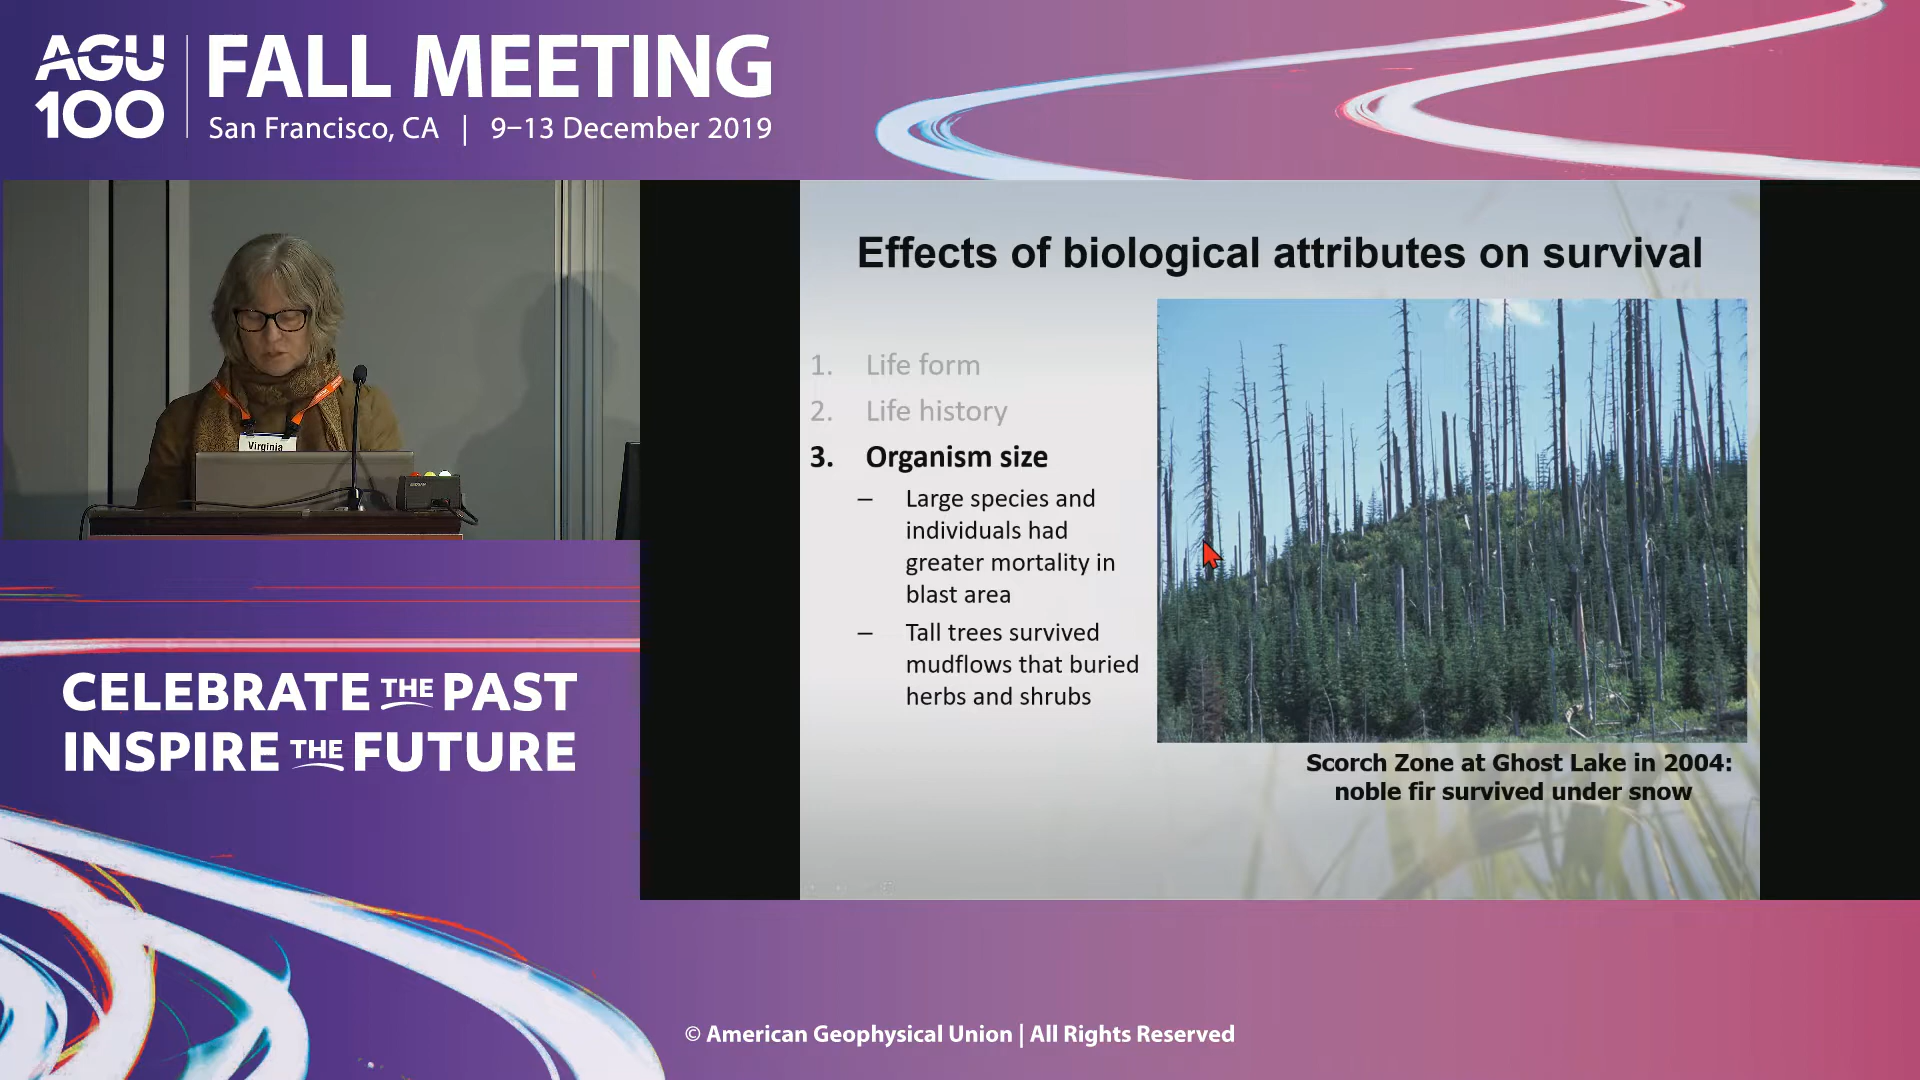 AGU
100
FALL MEETING
San Francisco, CA | 9–13 December 2019
Virginia
Effects of biological attributes on survival
1. Life form
2. Life history
3. Organism size
– Large species and
individuals had
greater mortality in
blast area
– Tall trees survived
mudflows that buried
herbs and shrubs
Scorch Zone at Ghost Lake in 2004:
noble fir survived under snow
CELEBRATE THE PAST
INSPIRE THE FUTURE
© American Geophysical Union | All Rights Reserved